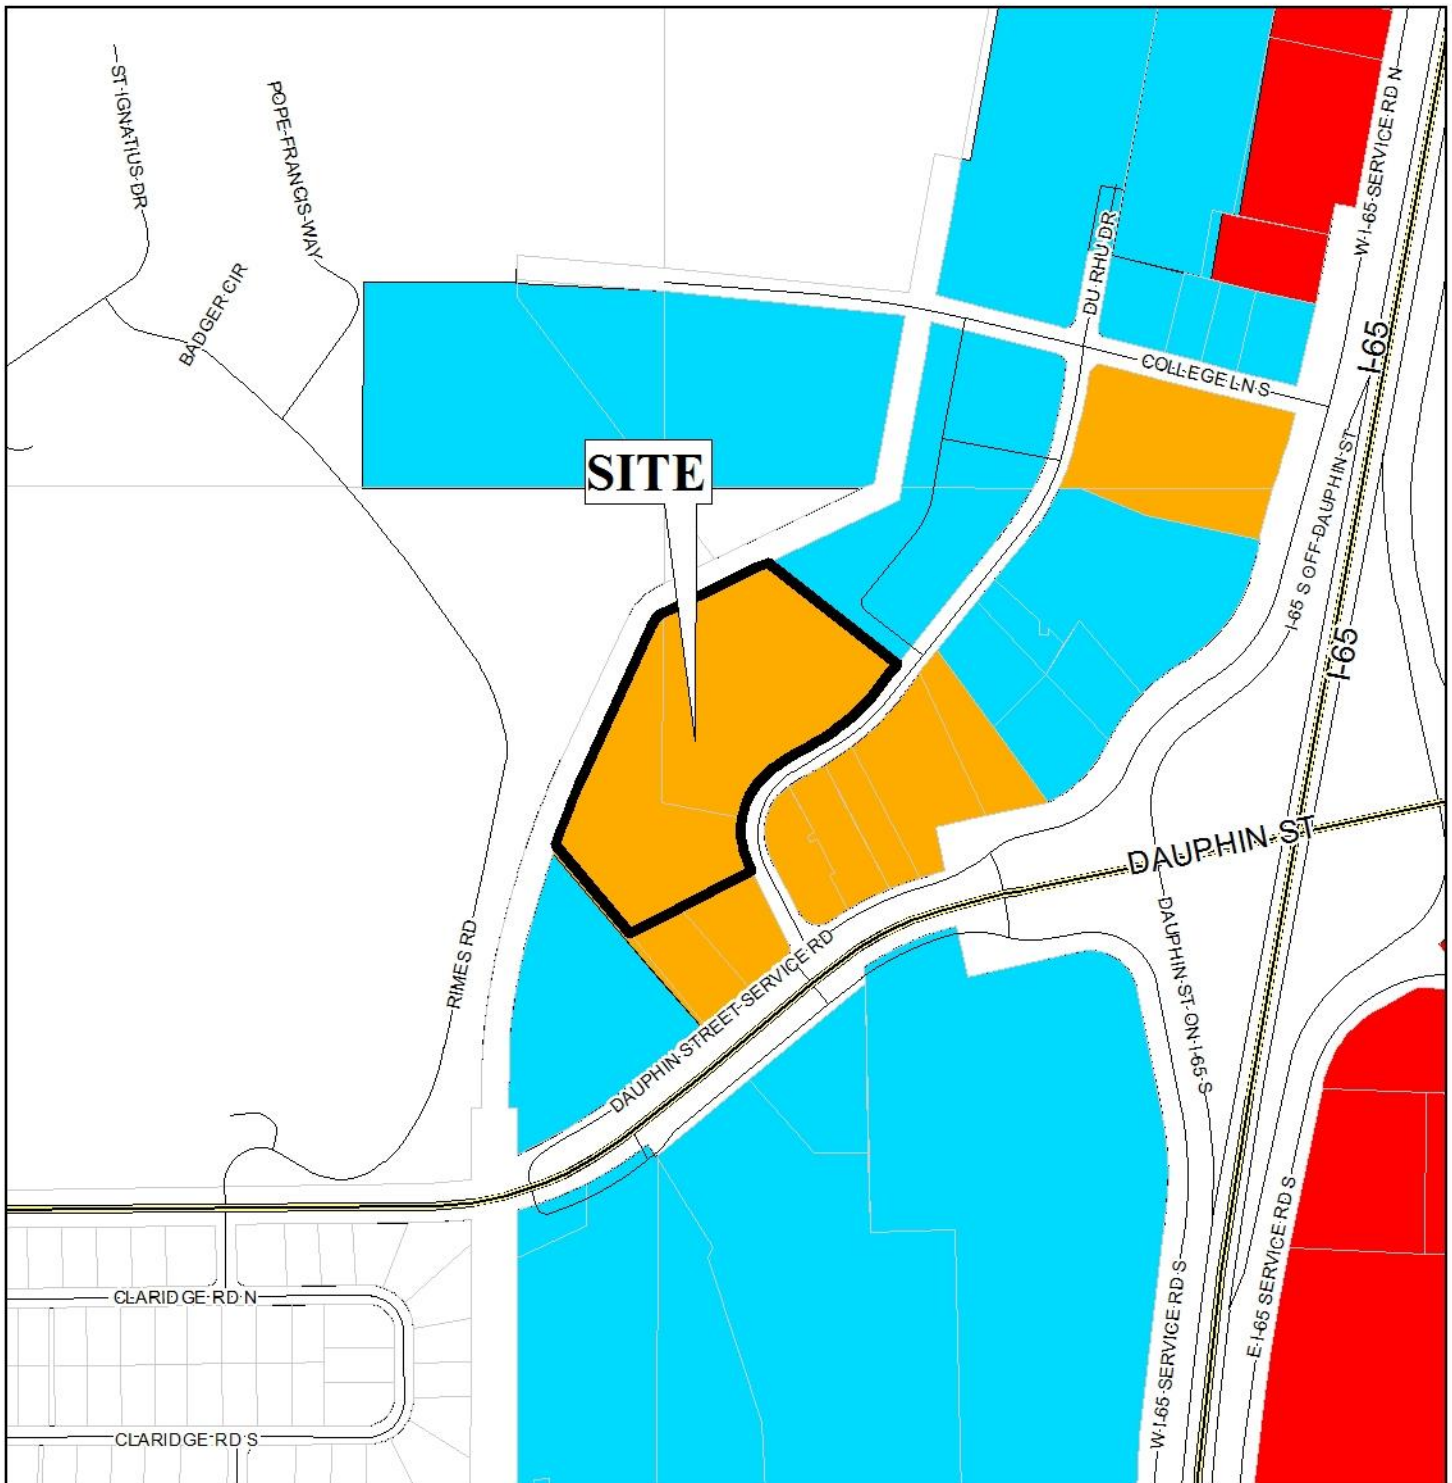 ST IGNATIUS DR
POPE FRANCIS WAY
BADGER CIR
W I-65 SERVICE RD N
DU RHU DR
I-65
COLLEGE LN S
SITE
I-65 S OFF DAUPHIN ST
I-65
DAUPHIN ST
RIMES RD
DAUPHIN STREET SERVICE RD
DAUPHIN ST ON I-65 S
E I-65 SERVICE RD S
W I-65 SERVICE RD S
CLARIDGE RD N
CLARIDGE RD S